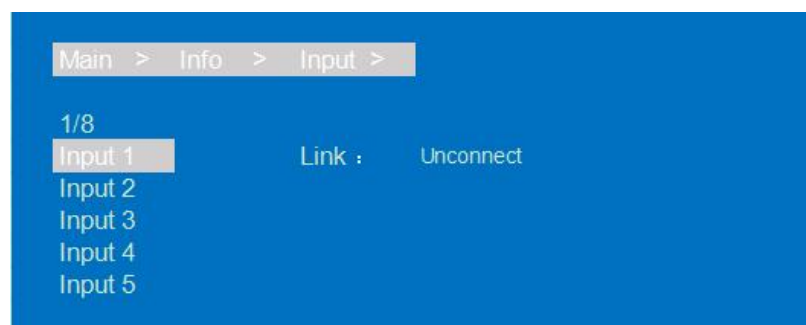 Main > Info > Input >
1/8
Input 1 Link： Unconnect
Input 2
Input 3
Input 4
Input 5